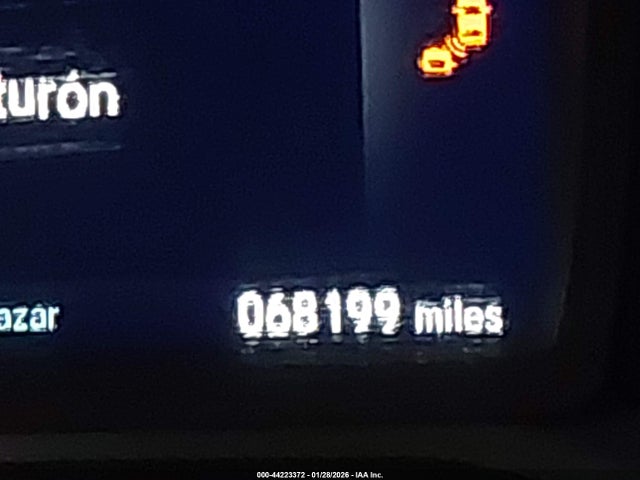 turón
azar
068199 miles
000-44223372 - 01/28/2026 - IAA Inc.